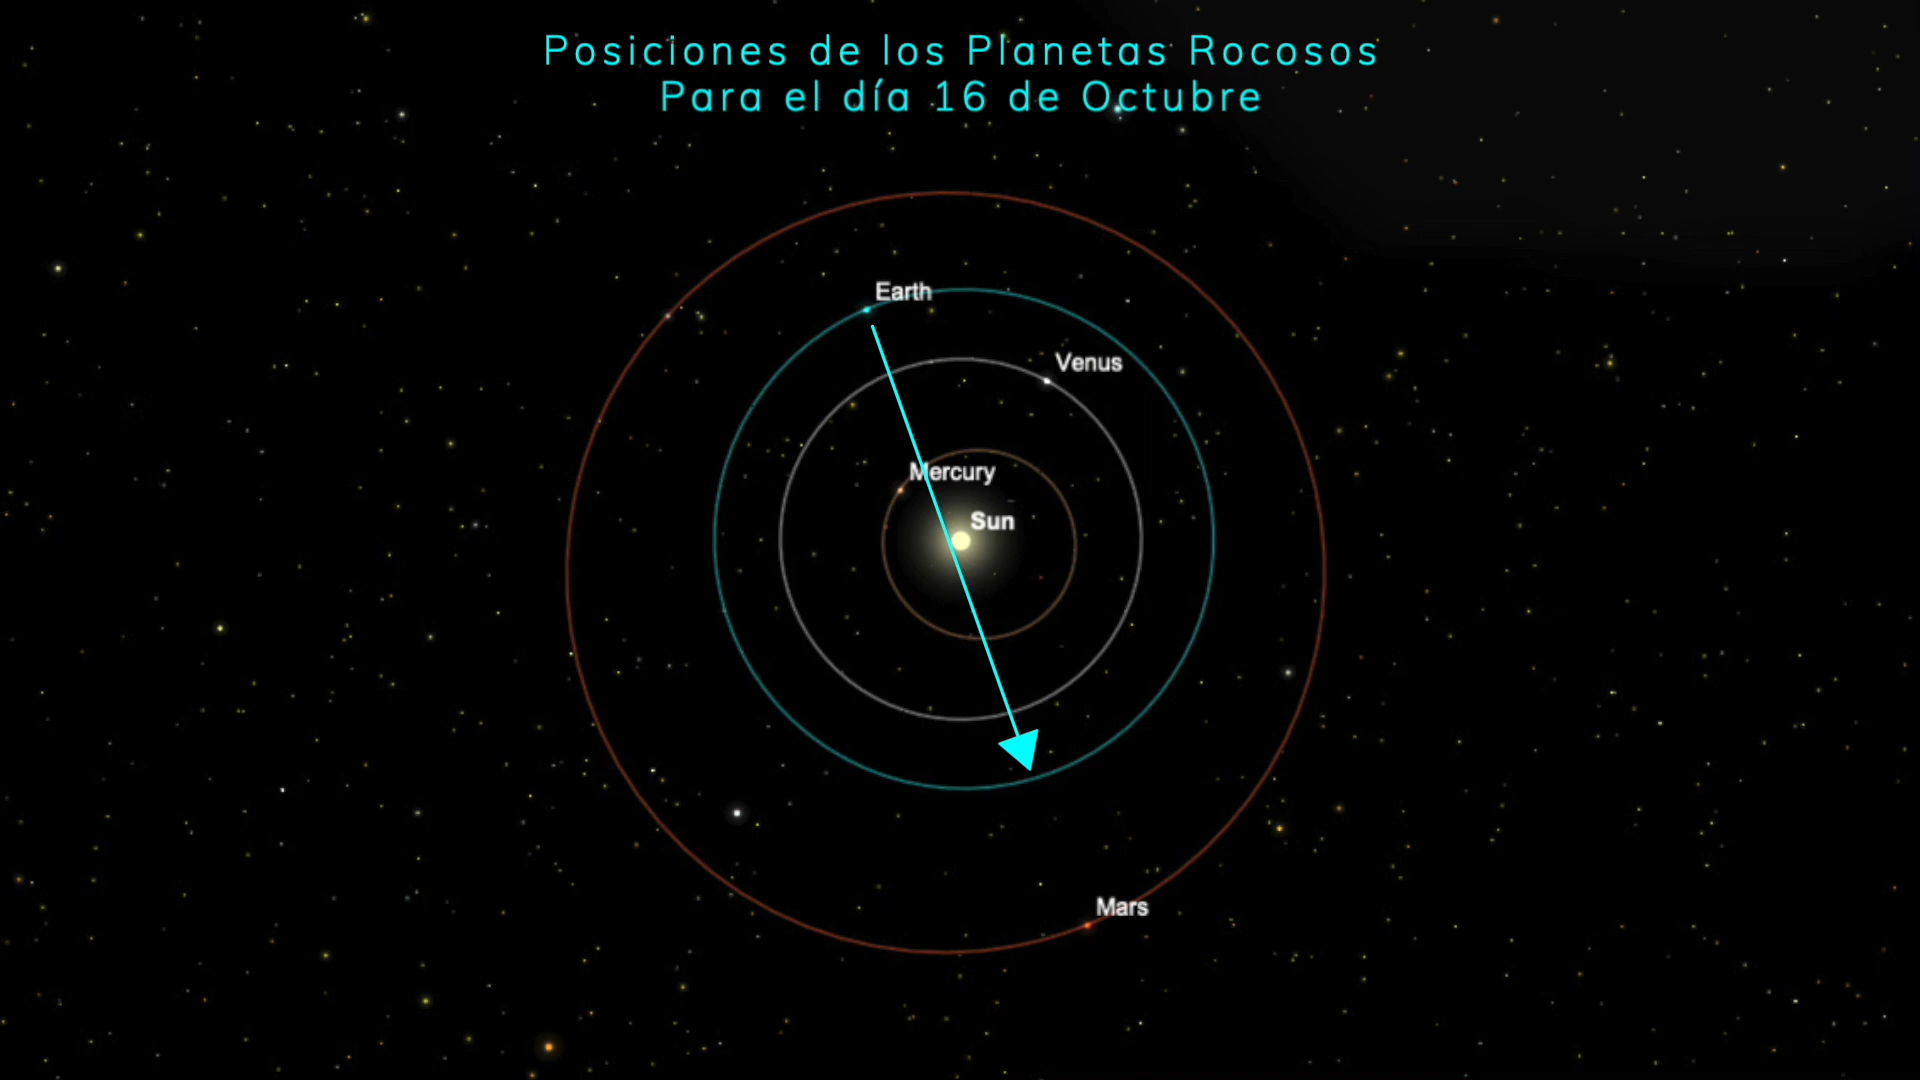 Posiciones de los Planetas Rocosos
Para el día 16 de Octubre
Earth
Venus
Mercury
Sun
Mars